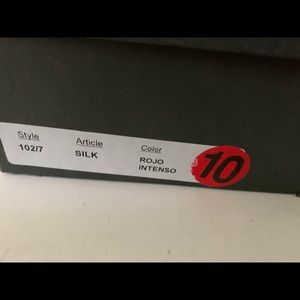 Style Article Color
102/7 SILK ROJO
INTENSO
10